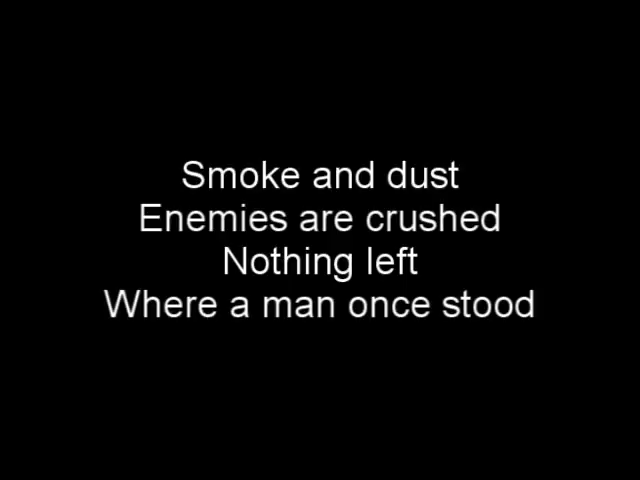 Smoke and dust
Enemies are crushed
Nothing left
Where a man once stood